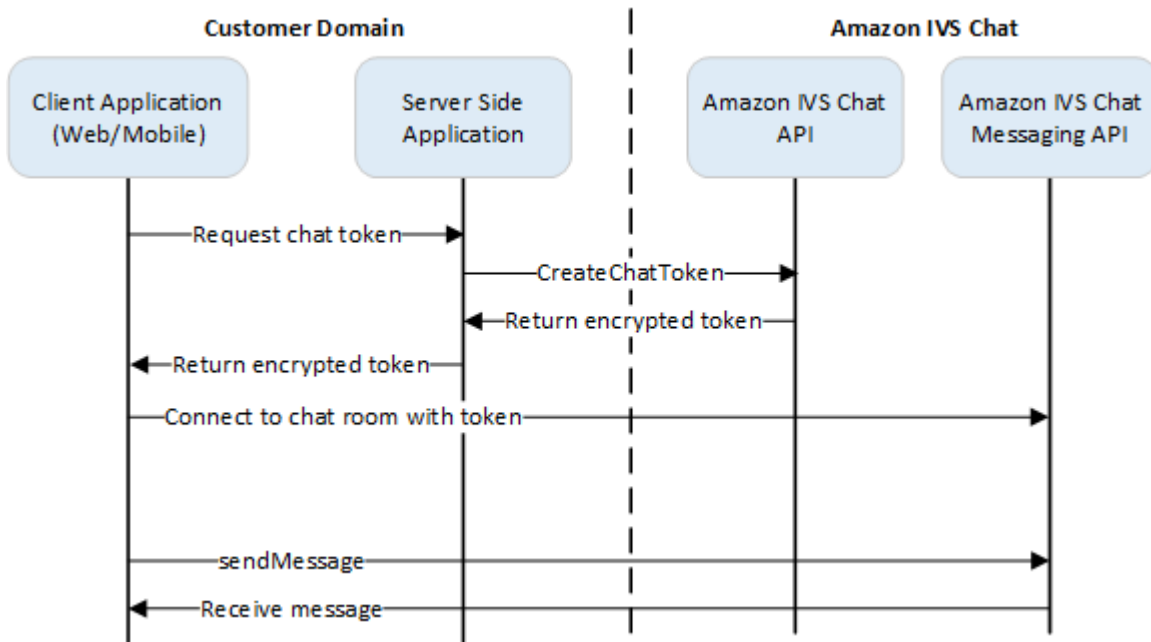 Customer Domain
Amazon IVS Chat
Client Application
(Web/Mobile)
Server Side
Application
Amazon IVS Chat
API
Amazon IVS Chat
Messaging API
Request chat token
CreateChatToken
Return encrypted token
Return encrypted token
Connect to chat room with token
sendMessage
Receive message